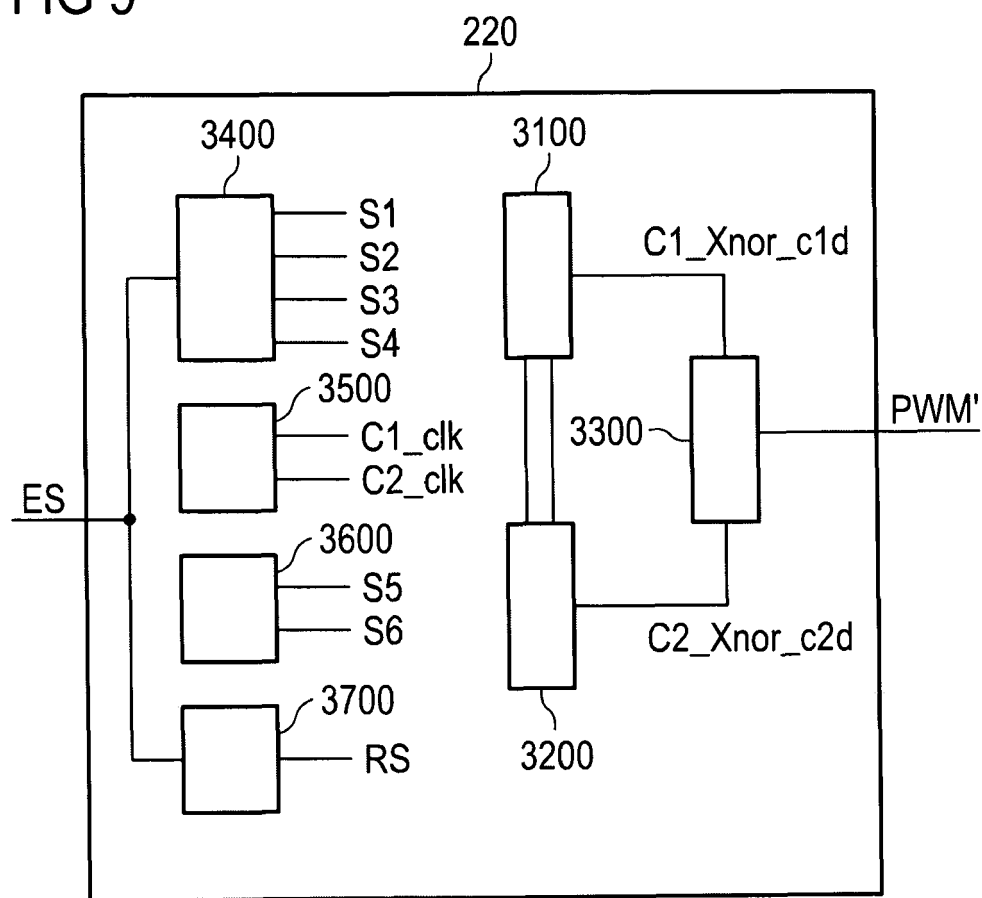 FIG 9
220
3400
3100
S1
S2
S3
S4
C1_Xnor_c1d
3500
C1_clk
C2_clk
3300
PWM'
ES
3600
S5
S6
C2_Xnor_c2d
3700
RS
3200